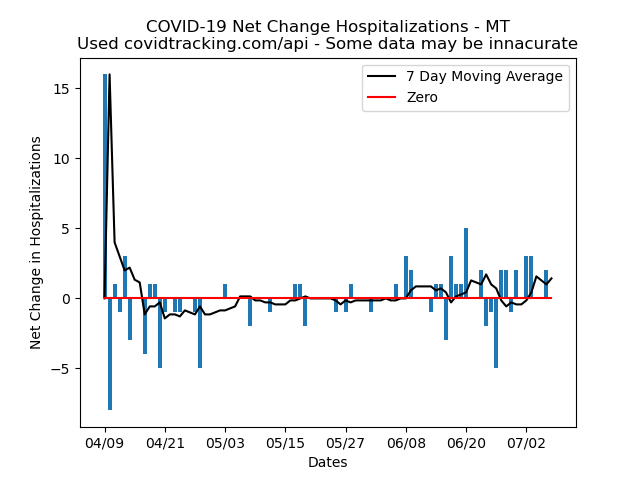 COVID-19 Net Change Hospitalizations - MT
Used covidtracking.com/api - Some data may be innacurate
7 Day Moving Average
Zero
Net Change in Hospitalizations
15
10
5
0
−5
04/09
04/21
05/03
05/15
05/27
06/08
06/20
07/02
Dates